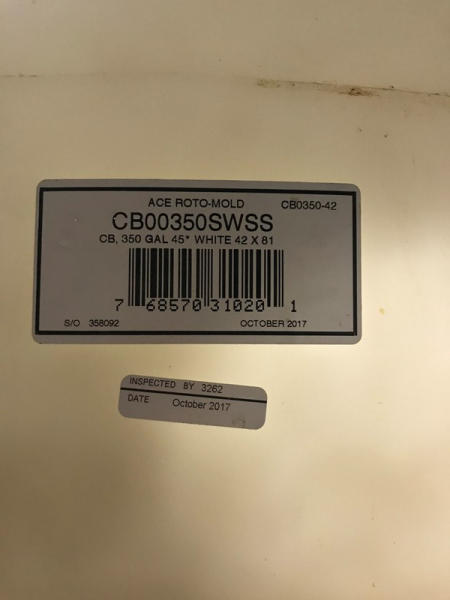 ACE ROTO-MOLD CB0350-42
CB00350SWSS
CB, 350 GAL 45* WHITE 42 X 81
7 68570 31020 1
S/O 358092 OCTOBER 2017
INSPECTED BY 3262
DATE October 2017